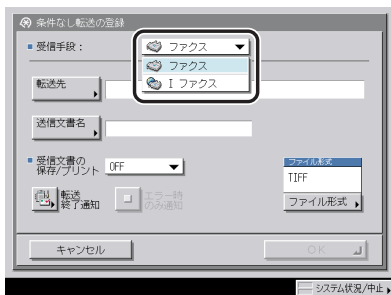 条件なし転送の登録
受信手段：
ファクス
ファクス
I ファクス
転送先
送信文書名
受信文書の
保存/プリント
OFF
ファイル形式
TIFF
転送
終了通知
エラー時
のみ通知
ファイル形式
キャンセル
OK
システム状況/中止